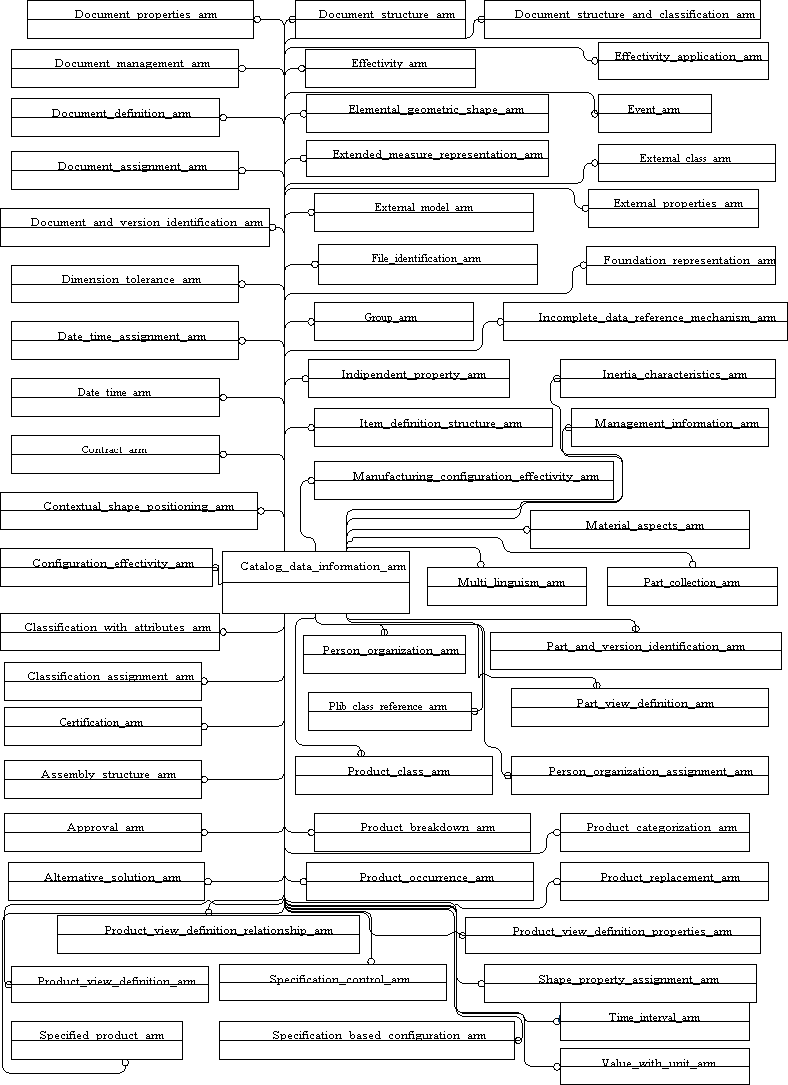 Document_properties_arm
Document_structure_arm
Document_structure_and_classification_arm
Document_management_arm
Effectivity_arm
Effectivity_application_arm
Document_definition_arm
Elemental_geometric_shape_arm
Event_arm
Document_assignment_arm
Extended_measure_representation_arm
External_class_arm
Document_and_version_identification_arm
External_model_arm
External_properties_arm
Dimension_tolerance_arm
File_identification_arm
Foundation_representation_arm
Date_time_assignment_arm
Group_arm
Incomplete_data_reference_mechanism_arm
Date_time_arm
Indipendent_property_arm
Inertia_characteristics_arm
Contract_arm
Item_definition_structure_arm
Management_information_arm
Contextual_shape_positioning_arm
Manufacturing_configuration_effectivity_arm
Material_aspects_arm
Configuration_effectivity_arm
Catalog_data_information_arm
Multi_linguism_arm
Part_collection_arm
Classification_with_attributes_arm
Person_organization_arm
Part_and_version_identification_arm
Classification_assignment_arm
Plib_class_reference_arm
Part_view_definition_arm
Certification_arm
Assembly_structure_arm
Product_class_arm
Person_organization_assignment_arm
Approval_arm
Product_breakdown_arm
Product_categorization_arm
Alternative_solution_arm
Product_occurrence_arm
Product_replacement_arm
Product_view_definition_relationship_arm
Product_view_definition_properties_arm
Product_view_definition_arm
Specification_control_arm
Shape_property_assignment_arm
Time_interval_arm
Specified_product_arm
Specification_based_configuration_arm
Value_with_unit_arm